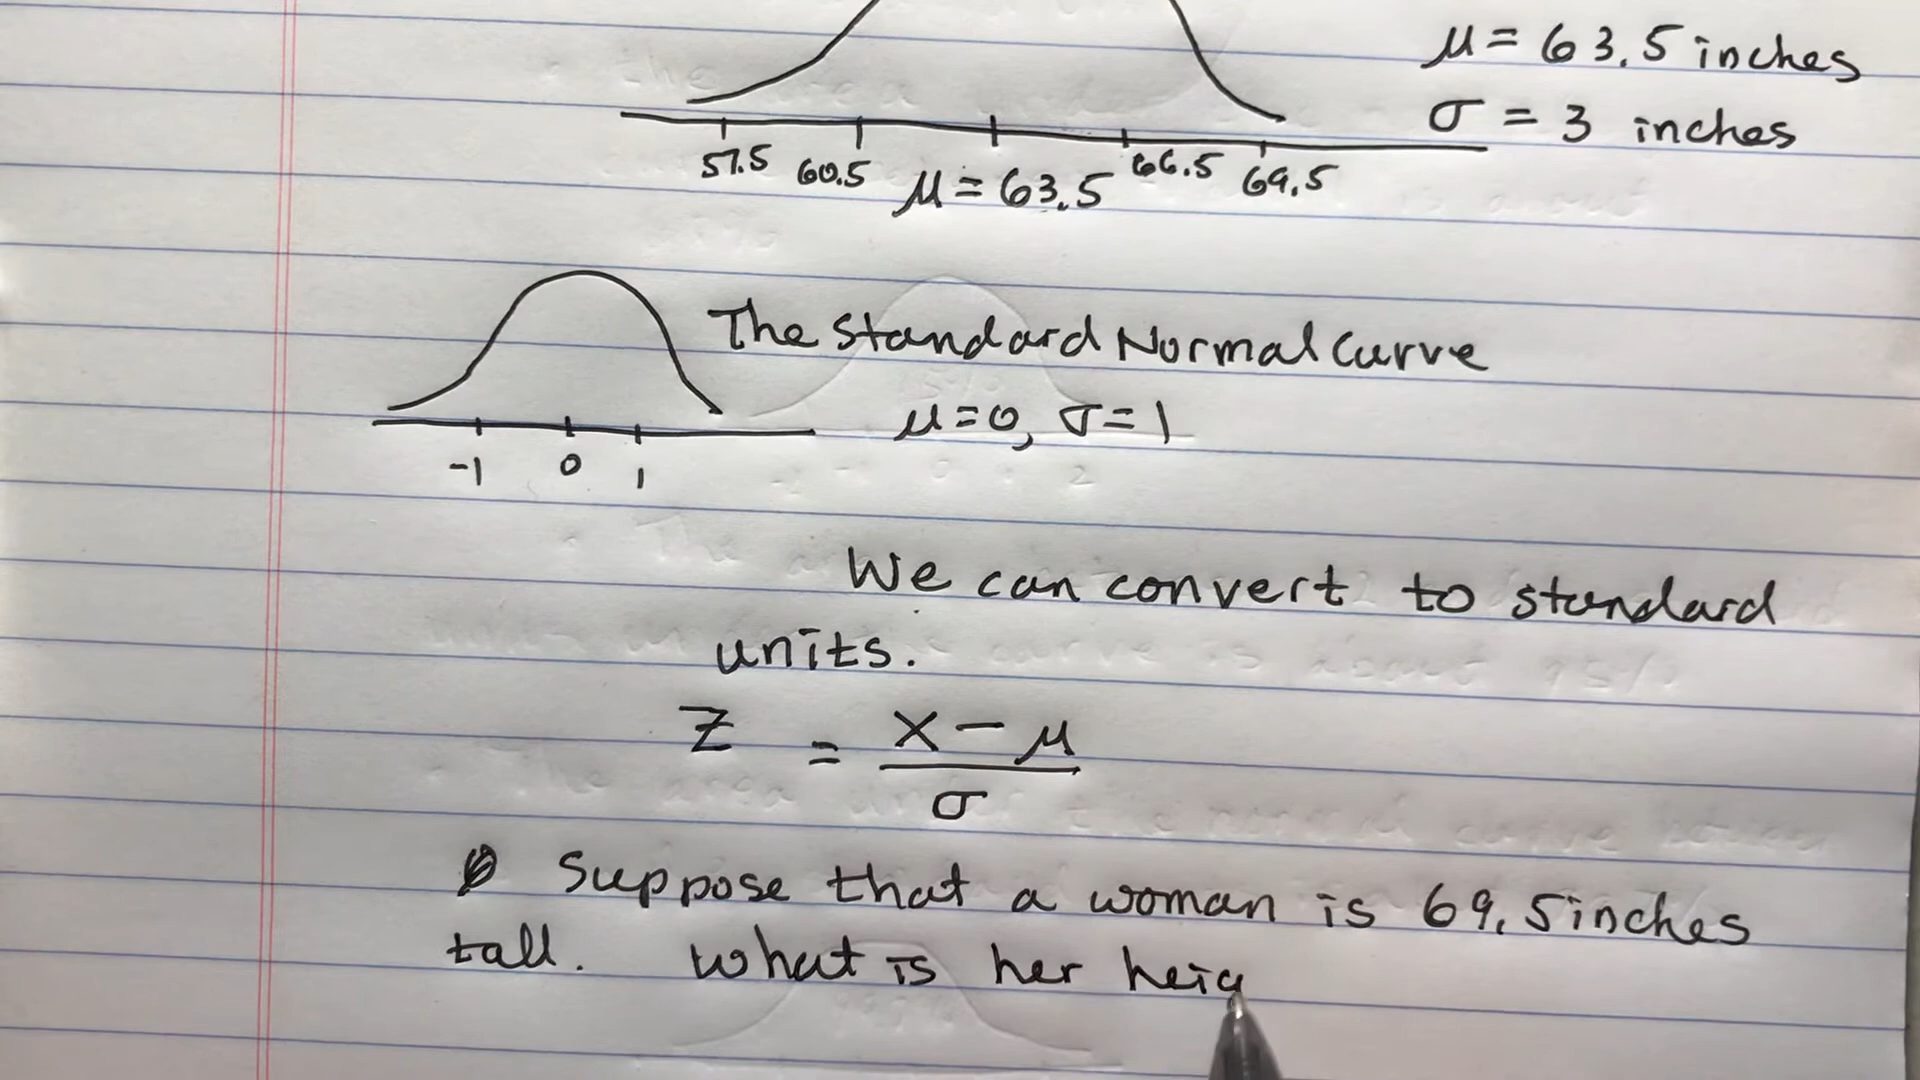 μ = 63.5 inches
σ = 3 inches
57.5 60.5 μ = 63.5 66.5 69.5
The Standard Normal Curve
μ=0, σ=1
-1 0 1
We can convert to standard
units.
Z = X - μ
σ
Suppose that a woman is 69.5 inches
tall. What is her heig